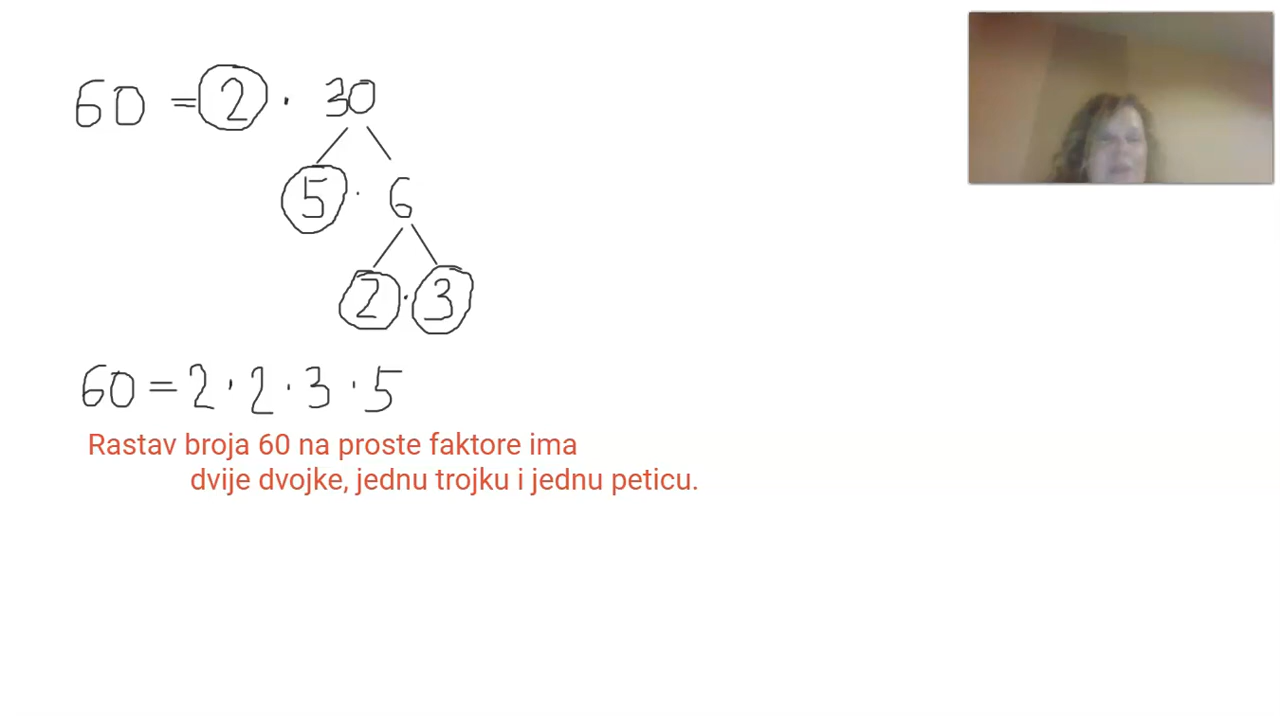 60 = 2 · 30
5 · 6
2 · 3
60 = 2 · 2 · 3 · 5
Rastav broja 60 na proste faktore ima
dvije dvojke, jednu trojku i jednu peticu.